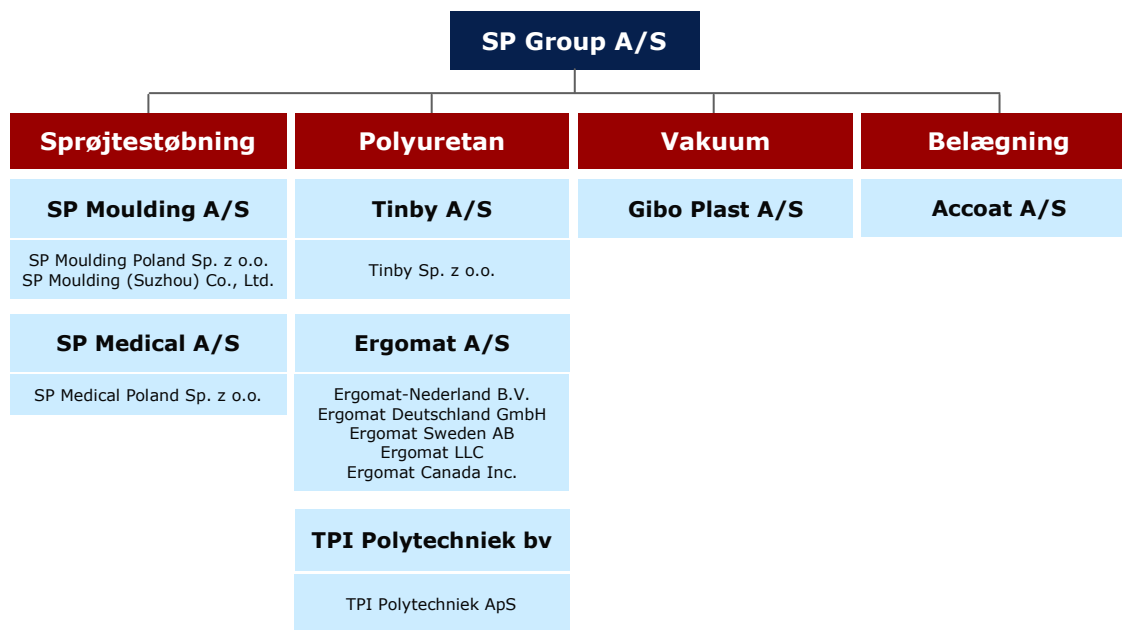 SP Group A/S
Sprøjtestøbning
SP Moulding A/S
SP Moulding Poland Sp. z o.o.
SP Moulding (Suzhou) Co., Ltd.
SP Medical A/S
SP Medical Poland Sp. z o.o.
Polyuretan
Tinby A/S
Tinby Sp. z o.o.
Ergomat A/S
Ergomat-Nederland B.V.
Ergomat Deutschland GmbH
Ergomat Sweden AB
Ergomat LLC
Ergomat Canada Inc.
TPI Polytechniek bv
TPI Polytechniek ApS
Vakuum
Gibo Plast A/S
Belægning
Accoat A/S